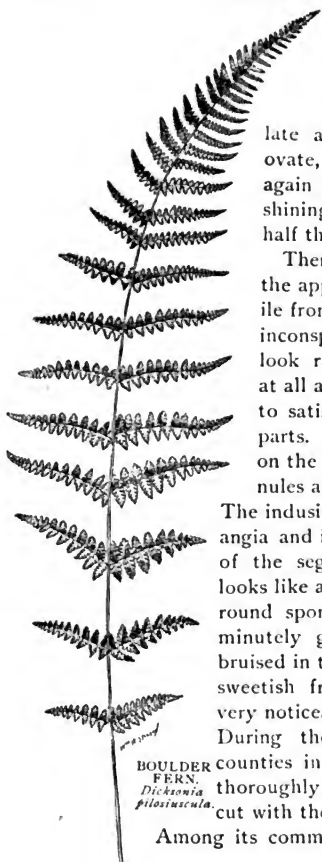 late a
ovate,
again
shining
half th
Ther
the app
ile from
inconsp
look r
at all a
to sati
parts.
on the
nules a
The indusi
angia and i
of the seg
looks like a
round spor
minutely g
bruised in t
sweetish fr
very notice
During the
BOULDER
FERN.
Dicksonia
pilosiuscula.
counties in
thoroughly
cut with the
Among its comm